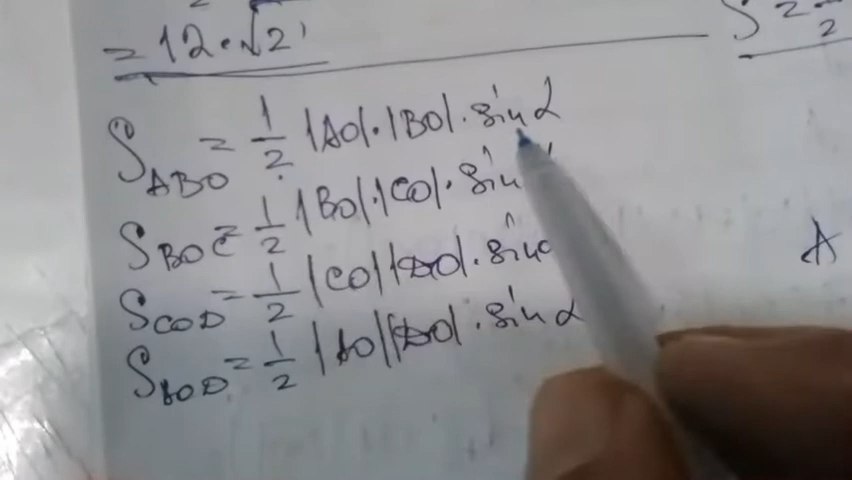 = 12·√2
S_ABO = 1/2 |AO|·|BO|·sin α
S_BOC = 1/2 |BO|·|CO|·sin
S_COD = 1/2 |CO||DO|·sin α
S_AOD = 1/2 |AO||DO|·sin α
A